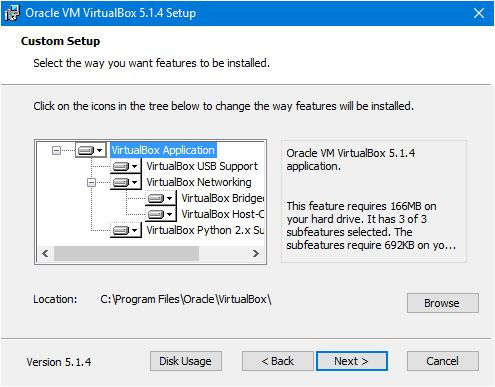 Oracle VM VirtualBox 5.1.4 Setup
Custom Setup
Select the way you want features to be installed.
Click on the icons in the tree below to change the way features will be installed.
VirtualBox Application
VirtualBox USB Support
VirtualBox Networking
VirtualBox Bridge
VirtualBox Host-C
VirtualBox Python 2.x Su
Oracle VM VirtualBox 5.1.4
application.
This feature requires 166MB on
your hard drive. It has 3 of 3
subfeatures selected. The
subfeatures require 692KB on yo...
Location: C:\Program Files\Oracle\VirtualBox\
Browse
Version 5.1.4
Disk Usage
< Back
Next >
Cancel